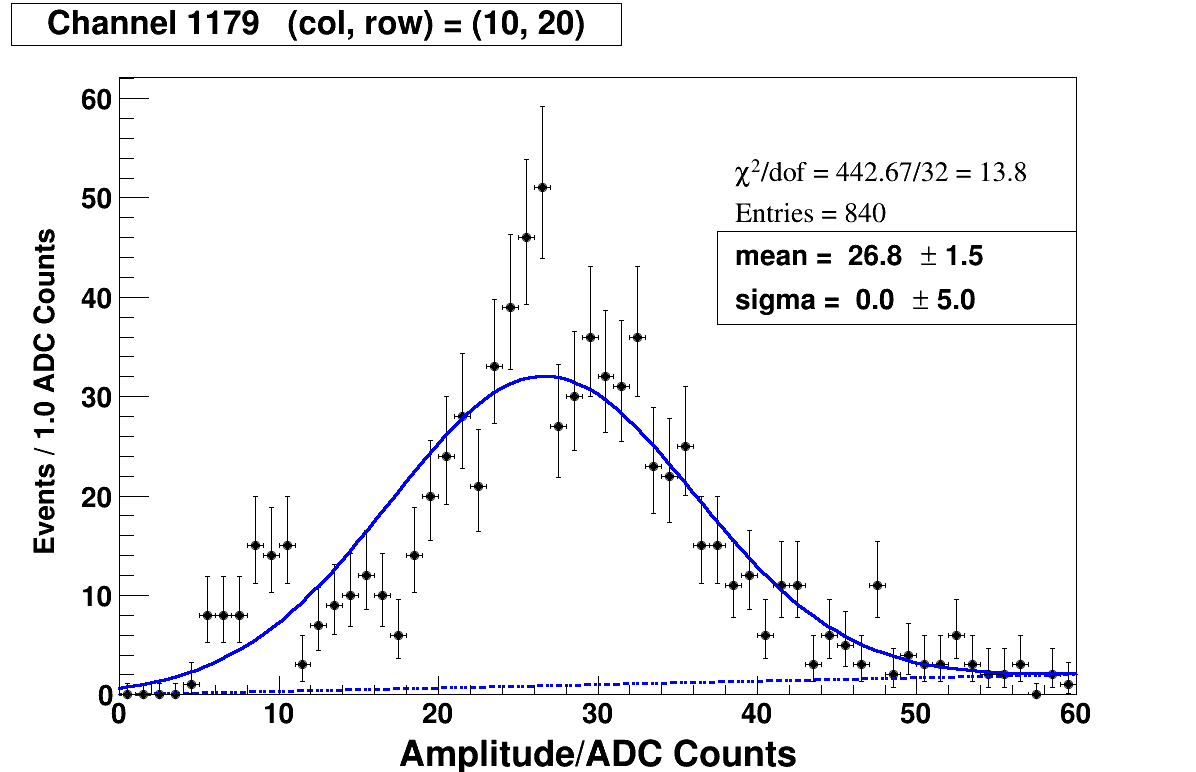 Channel 1179 (col, row) = (10, 20)
χ²/dof = 442.67/32 = 13.8
Entries = 840
mean = 26.8 ± 1.5
sigma = 0.0 ± 5.0
Events / 1.0 ADC Counts
60
50
40
30
20
10
0
0 10 20 30 40 50 60
Amplitude/ADC Counts